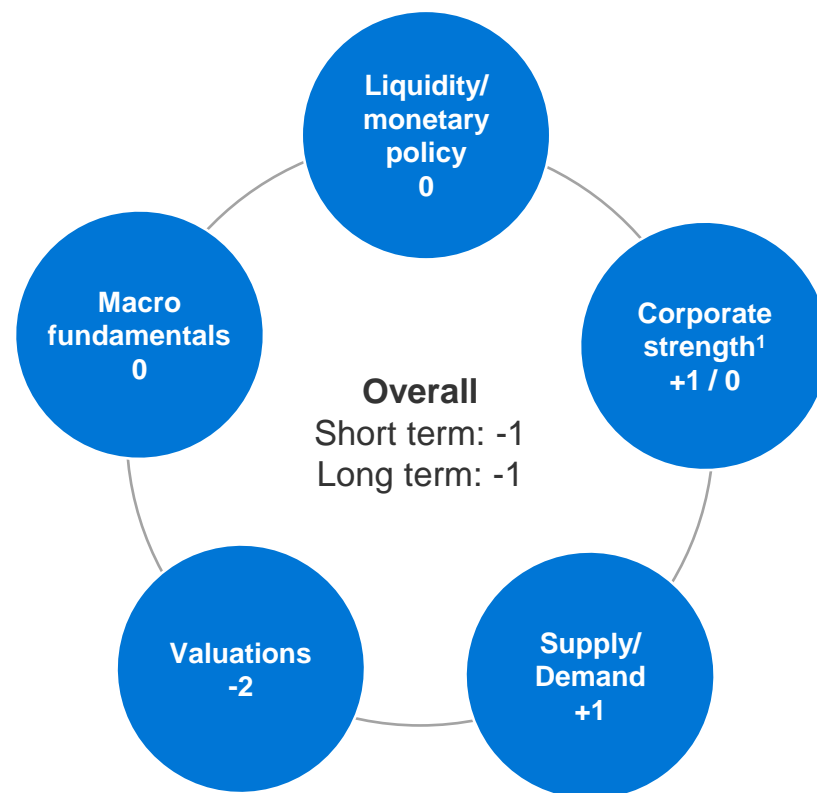 Liquidity/
monetary
policy
0
Macro
fundamentals
0
Corporate
strength¹
+1 / 0
Overall
Short term: -1
Long term: -1
Valuations
-2
Supply/
Demand
+1